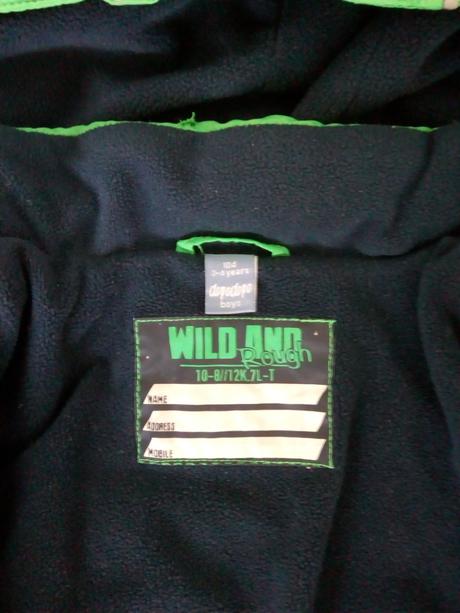 104
3-4 years
dopodopo
boys
WILD AND
Rough
10-8//12K.7L-T
NAME
ADDRESS
MOBILE